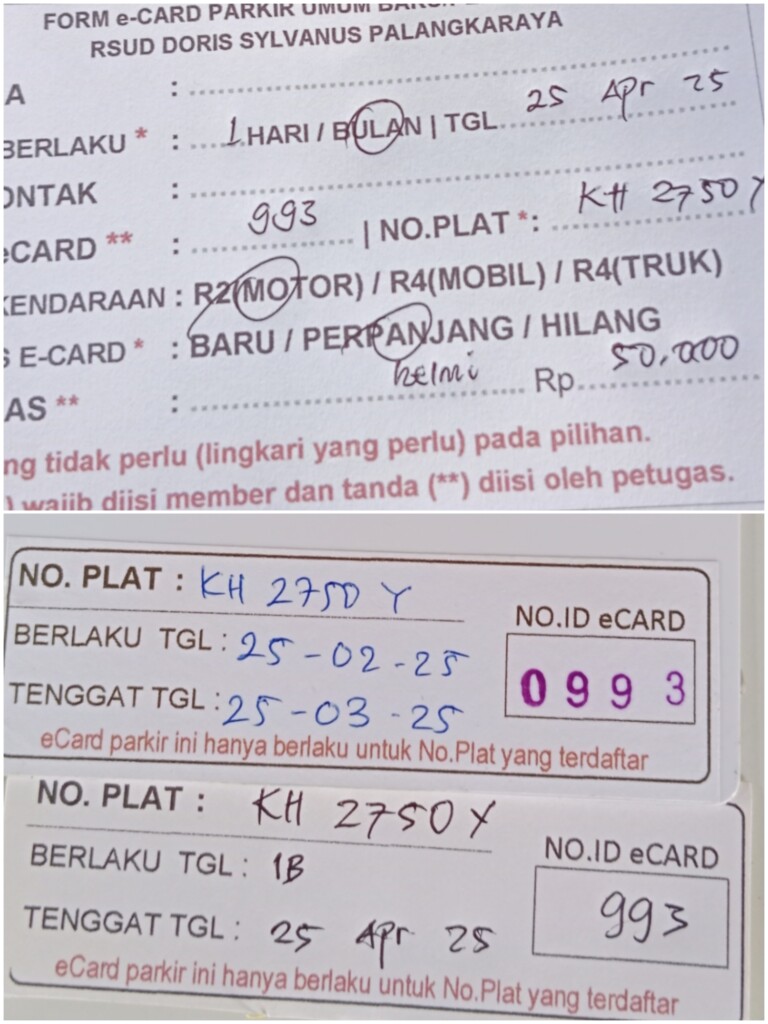 FORM e-CARD PARKIR UMUM
RSUD DORIS SYLVANUS PALANGKARAYA
A :
BERLAKU * : 1 HARI / BULAN | TGL 25 Apr 25
ONTAK :
eCARD ** : 993 | NO.PLAT *: KH 2750 Y
KENDARAAN : R2(MOTOR) / R4(MOBIL) / R4(TRUK)
S E-CARD * : BARU / PERPANJANG / HILANG
AS ** : helmi Rp. 50.000
ng tidak perlu (lingkari yang perlu) pada pilihan.
) wajib diisi member dan tanda (**) diisi oleh petugas.
NO. PLAT : KH 2750 Y
BERLAKU TGL : 25-02-25
TENGGAT TGL : 25-03-25
NO.ID eCARD
0993
eCard parkir ini hanya berlaku untuk No.Plat yang terdaftar
NO. PLAT : KH 2750 Y
BERLAKU TGL : 1B
TENGGAT TGL : 25 Apr 25
NO.ID eCARD
993
eCard parkir ini hanya berlaku untuk No.Plat yang terdaftar